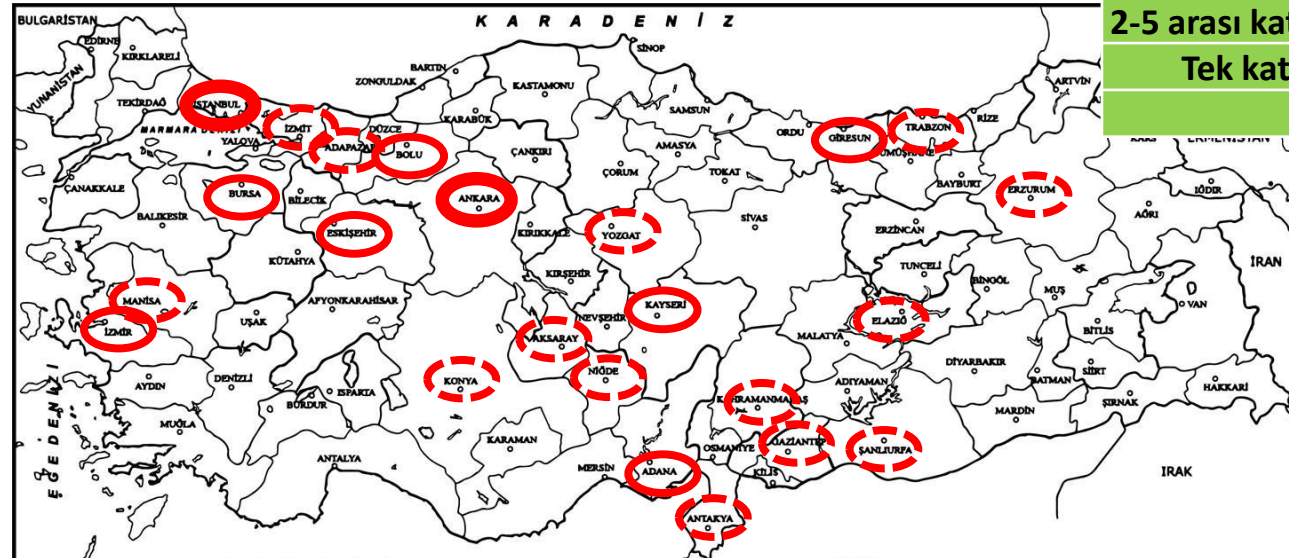 BULGARİSTAN
K A R A D E N İ Z
2-5 arası kat
Tek kat
EDİRNE
KIRKLARELİ
YUNANİSTAN
TEKİRDAĞ
İSTANBUL
MARMARA DENİZİ
YALOVA
İZMİT
ADAPAZAR
DÜZCE
BOLU
ZONGULDAK
BARTIN
KARABÜK
KASTAMONU
SİNOP
ÇANKIRI
SAMSUN
AMASYA
ÇORUM
TOKAT
ORDU
GİRESUN
TRABZON
RİZE
ARTVİN
GÜMÜŞHANE
BAYBURT
ERZURUM
KARS
ERMENİSTAN
IĞDIR
AĞRI
ÇANAKKALE
BALIKESİR
BURSA
BİLECİK
ESKİŞEHİR
ANKARA
KIRIKKALE
YOZGAT
SİVAS
ERZİNCAN
TUNCELİ
BİNGÖL
MUŞ
VAN
İRAN
KÜTAHYA
KIRŞEHİR
MANİSA
İZMİR
UŞAK
AFYONKARAHİSAR
AKSARAY
NEVŞEHİR
KAYSERİ
MALATYA
ELAZIĞ
BİTLİS
DİYARBAKIR
BATMAN
SİİRT
HAKKARİ
ŞIRNAK
MARDİN
EGE DENİZİ
AYDIN
DENİZLİ
BURDUR
ISPARTA
KONYA
NİĞDE
KAHRAMANMARAŞ
ADIYAMAN
MUĞLA
ANTALYA
KARAMAN
MERSİN
ADANA
OSMANİYE
GAZİANTEP
KİLİS
ŞANLIURFA
ANTAKYA
IRAK